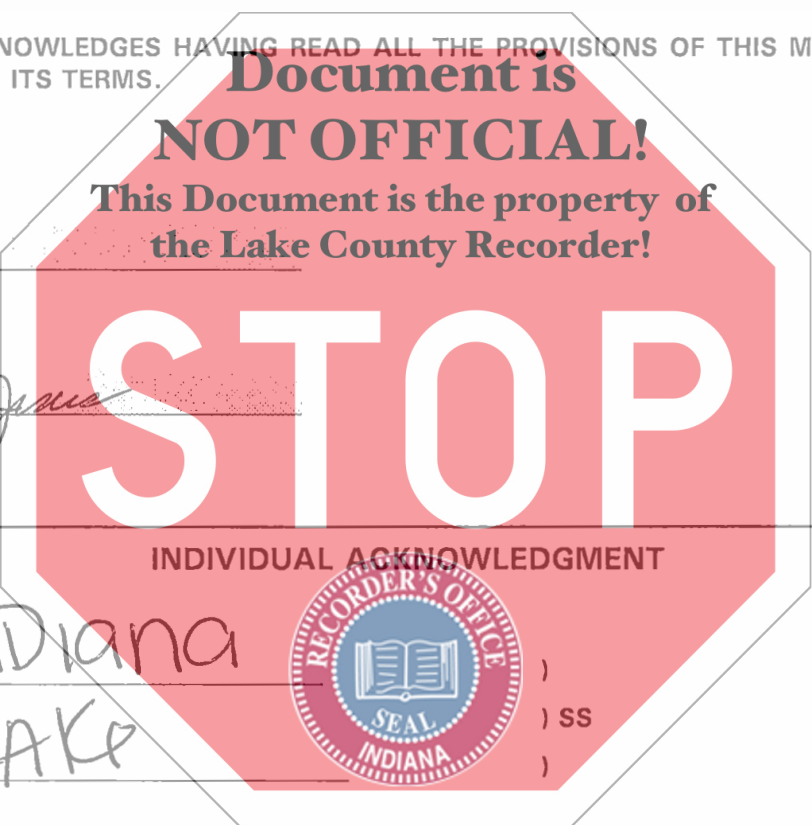 NOWLEDGES HAVING READ ALL THE PROVISIONS OF THIS M
ITS TERMS.
Document is
NOT OFFICIAL!
This Document is the property of
the Lake County Recorder!
STOP
INDIVIDUAL ACKNOWLEDGMENT
RECORDER'S OFFICE
SEAL
INDIANA
Diana
)
) SS
AKe
)